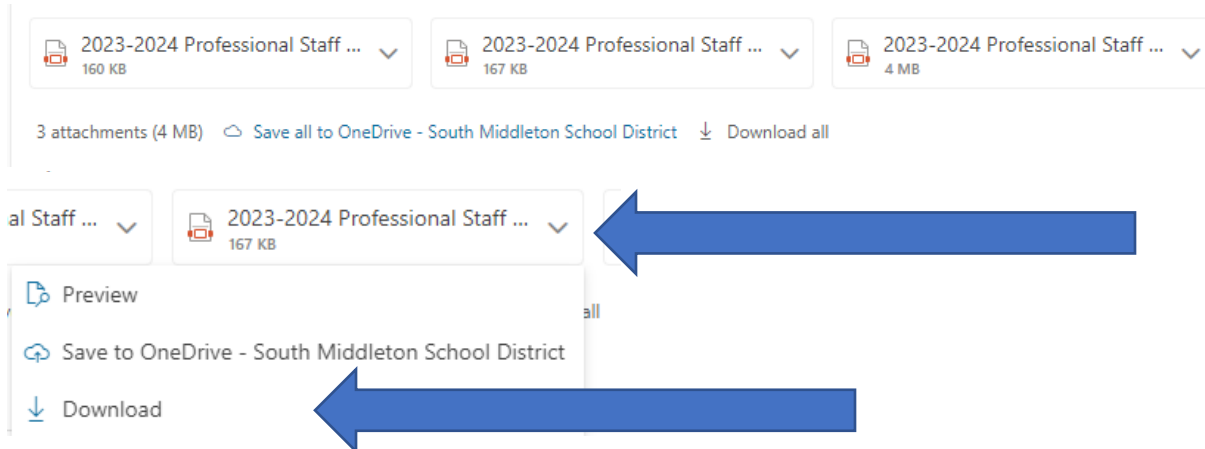 2023-2024 Professional Staff ... 2023-2024 Professional Staff ... 2023-2024 Professional Staff ...
160 KB 167 KB 4 MB
3 attachments (4 MB) Save all to OneDrive - South Middleton School District Download all
al Staff ... 2023-2024 Professional Staff ...
167 KB
Preview
all
Save to OneDrive - South Middleton School District
Download